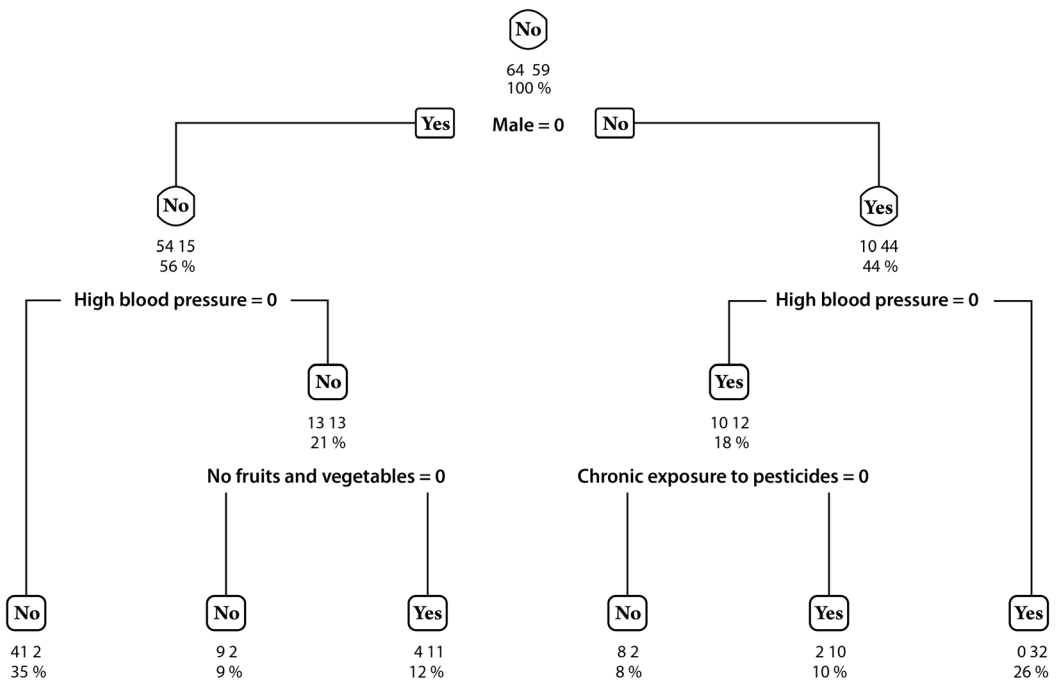 No
64 59
100 %
Yes Male = 0 No
No Yes
54 15 10 44
56 % 44 %
High blood pressure = 0 High blood pressure = 0
No Yes
13 13 10 12
21 % 18 %
No fruits and vegetables = 0 Chronic exposure to pesticides = 0
No No Yes No Yes Yes
41 2 9 2 4 11 8 2 2 10 0 32
35 % 9 % 12 % 8 % 10 % 26 %